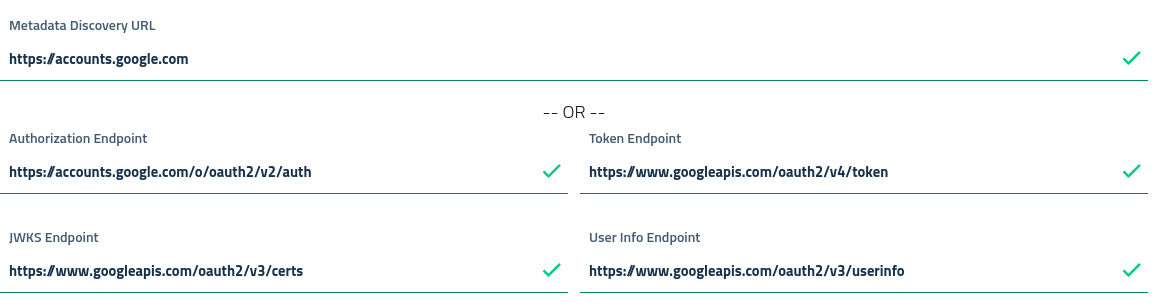 Metadata Discovery URL
https://accounts.google.com
-- OR --
Authorization Endpoint
https://accounts.google.com/o/oauth2/v2/auth
Token Endpoint
https://www.googleapis.com/oauth2/v4/token
JWKS Endpoint
https://www.googleapis.com/oauth2/v3/certs
User Info Endpoint
https://www.googleapis.com/oauth2/v3/userinfo